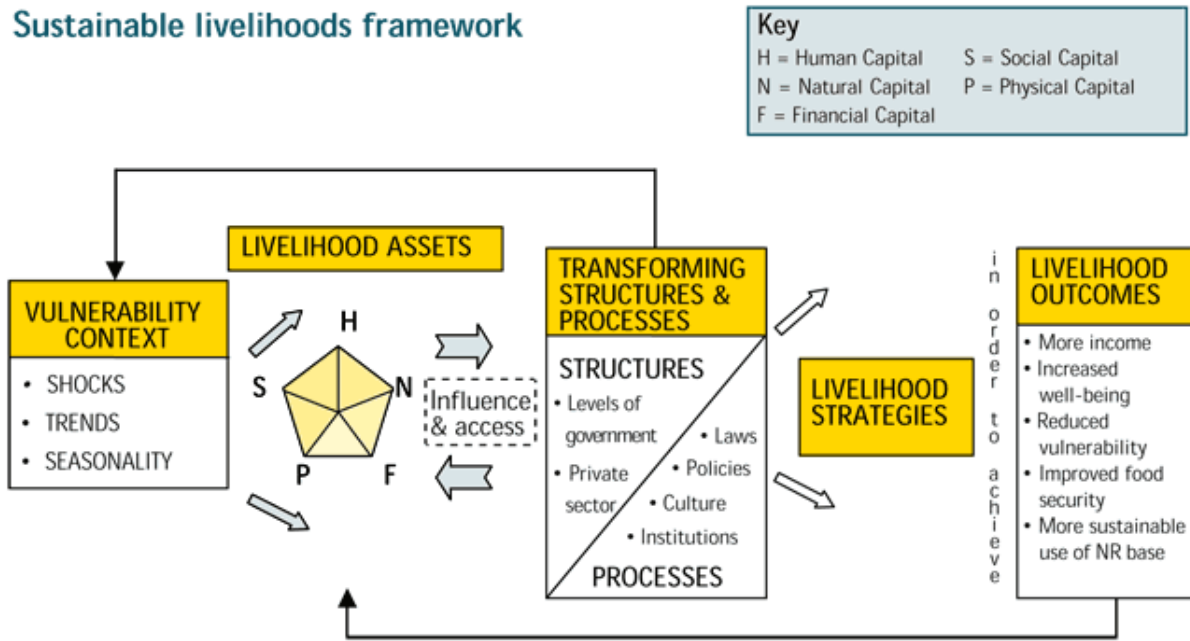 Sustainable livelihoods framework
Key
H = Human Capital
S = Social Capital
N = Natural Capital
P = Physical Capital
F = Financial Capital
VULNERABILITY
CONTEXT
• SHOCKS
• TRENDS
• SEASONALITY
LIVELIHOOD ASSETS
H
S
N
P
F
Influence
& access
TRANSFORMING
STRUCTURES &
PROCESSES
STRUCTURES
• Levels of
government
• Private
sector
• Laws
• Policies
• Culture
• Institutions
PROCESSES
LIVELIHOOD
STRATEGIES
in order to achieve
LIVELIHOOD
OUTCOMES
• More income
• Increased
well-being
• Reduced
vulnerability
• Improved food
security
• More sustainable
use of NR base